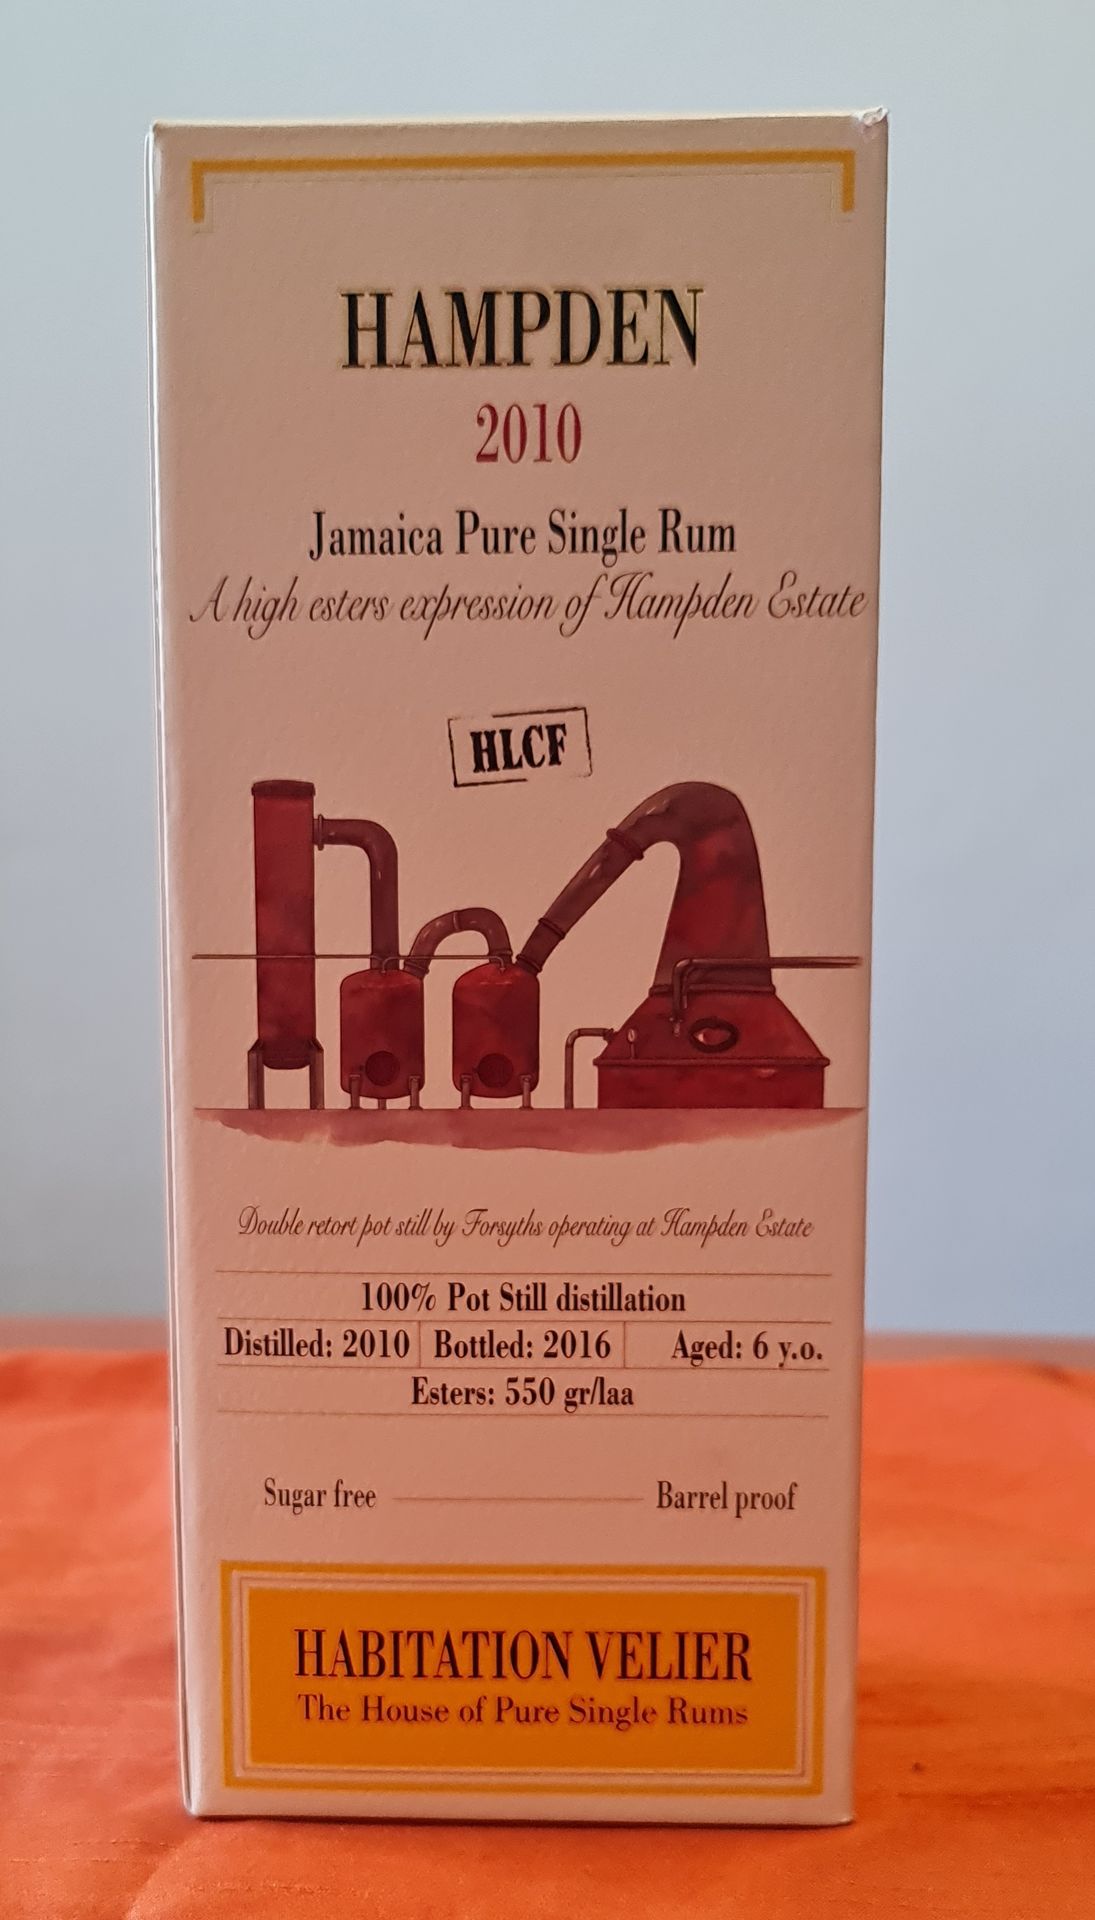 HAMPDEN
2010
Jamaica Pure Single Rum
A high esters expression of Hampden Estate
HLCF
Double retort pot still by Forsyths operating at Hampden Estate
100% Pot Still distillation
Distilled: 2010 Bottled: 2016 Aged: 6 y.o.
Esters: 550 gr/laa
Sugar free Barrel proof
HABITATION VELIER
The House of Pure Single Rums